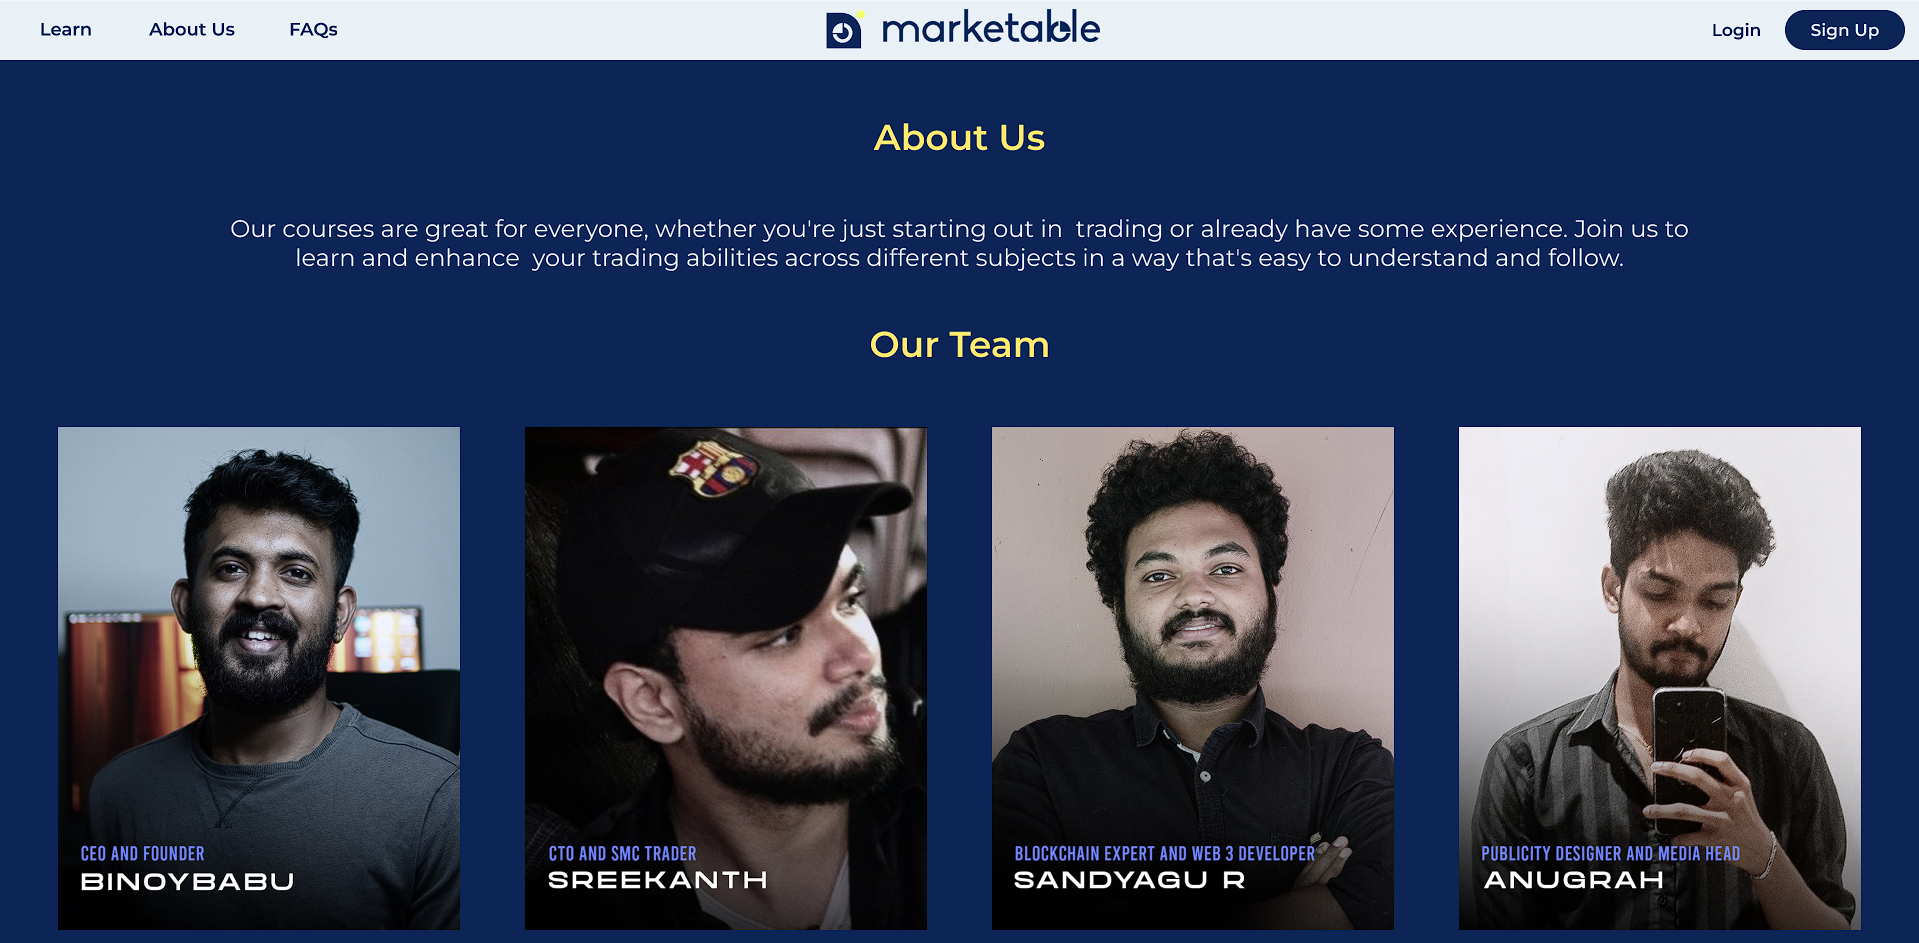 Learn About Us FAQs marketable Login Sign Up
About Us
Our courses are great for everyone, whether you're just starting out in trading or already have some experience. Join us to
learn and enhance your trading abilities across different subjects in a way that's easy to understand and follow.
Our Team
CEO AND FOUNDER
BINOYBABU
CTO AND SMC TRADER
SREEKANTH
BLOCKCHAIN EXPERT AND WEB 3 DEVELOPER
SANDYAGU R
PUBLICITY DESIGNER AND MEDIA HEAD
ANUGRAH